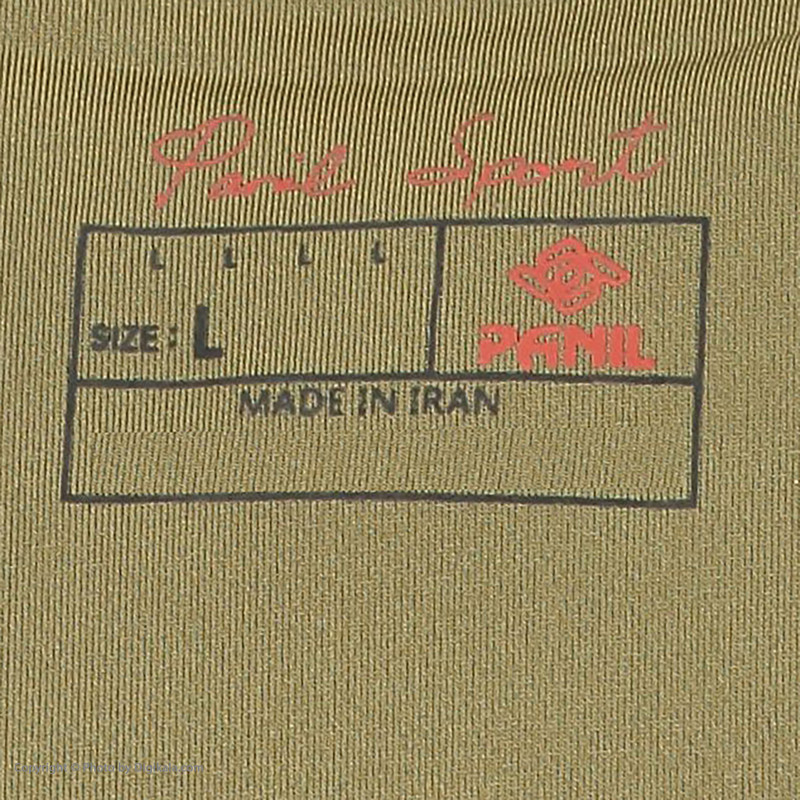 Panil Sport
L L L L
SIZE: L
PANIL
MADE IN IRAN